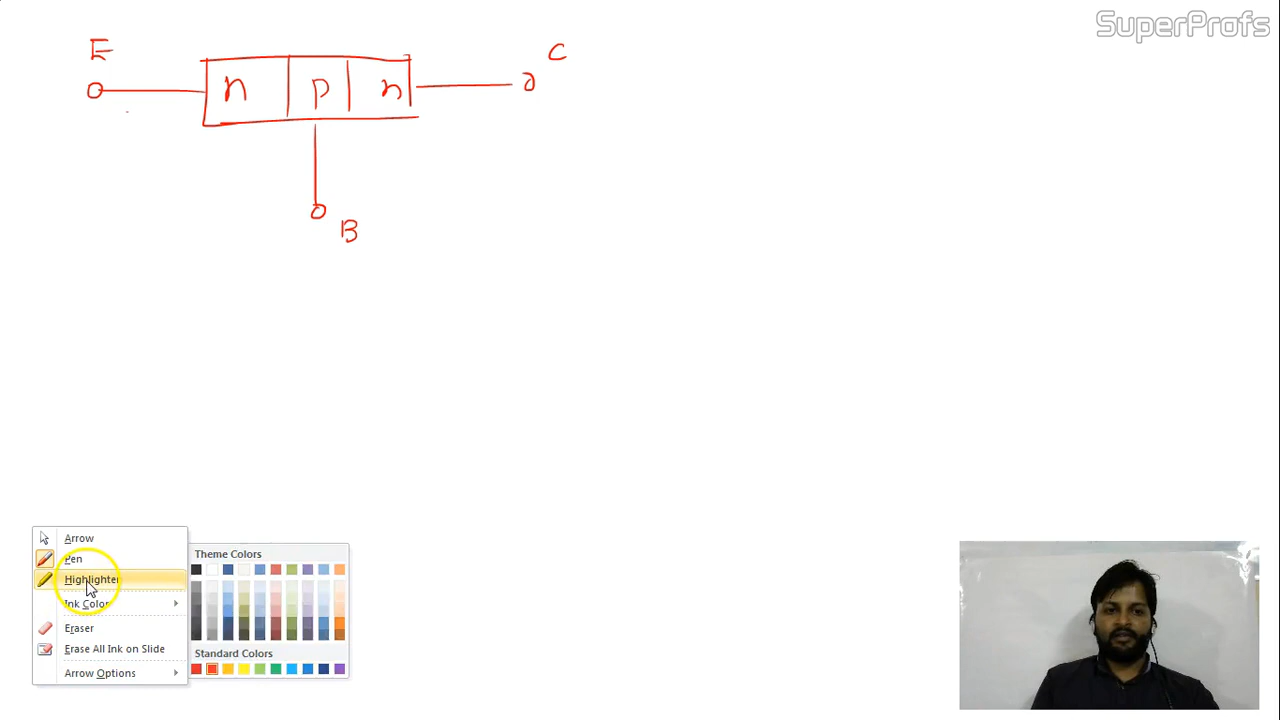 SuperProfs
E
C
n p n
B
Arrow
Pen
Highlighter
Ink Color
Eraser
Erase All Ink on Slide
Arrow Options
Theme Colors
Standard Colors